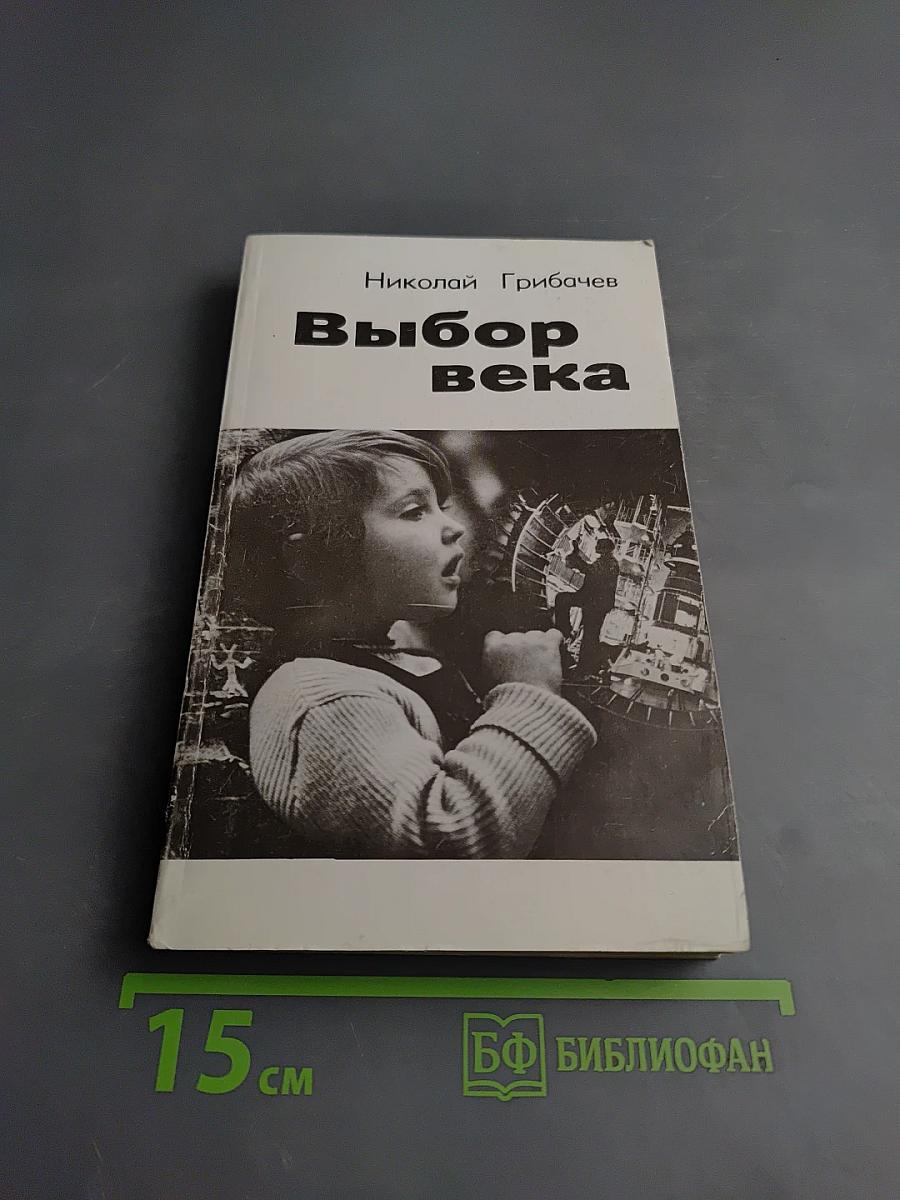 Николай Грибачев
Выбор
века
15 см
БФ БИБЛИОФАН